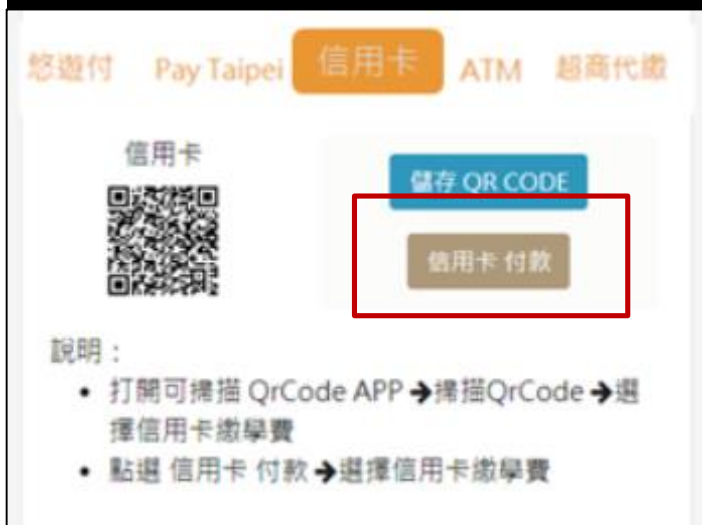 悠遊付 Pay Taipei 信用卡 ATM 超商代繳
信用卡
儲存 QR CODE
信用卡 付款
說明：
• 打開可掃描 QrCode APP ➔掃描QrCode ➔選
擇信用卡繳學費
• 點選 信用卡 付款 ➔選擇信用卡繳學費